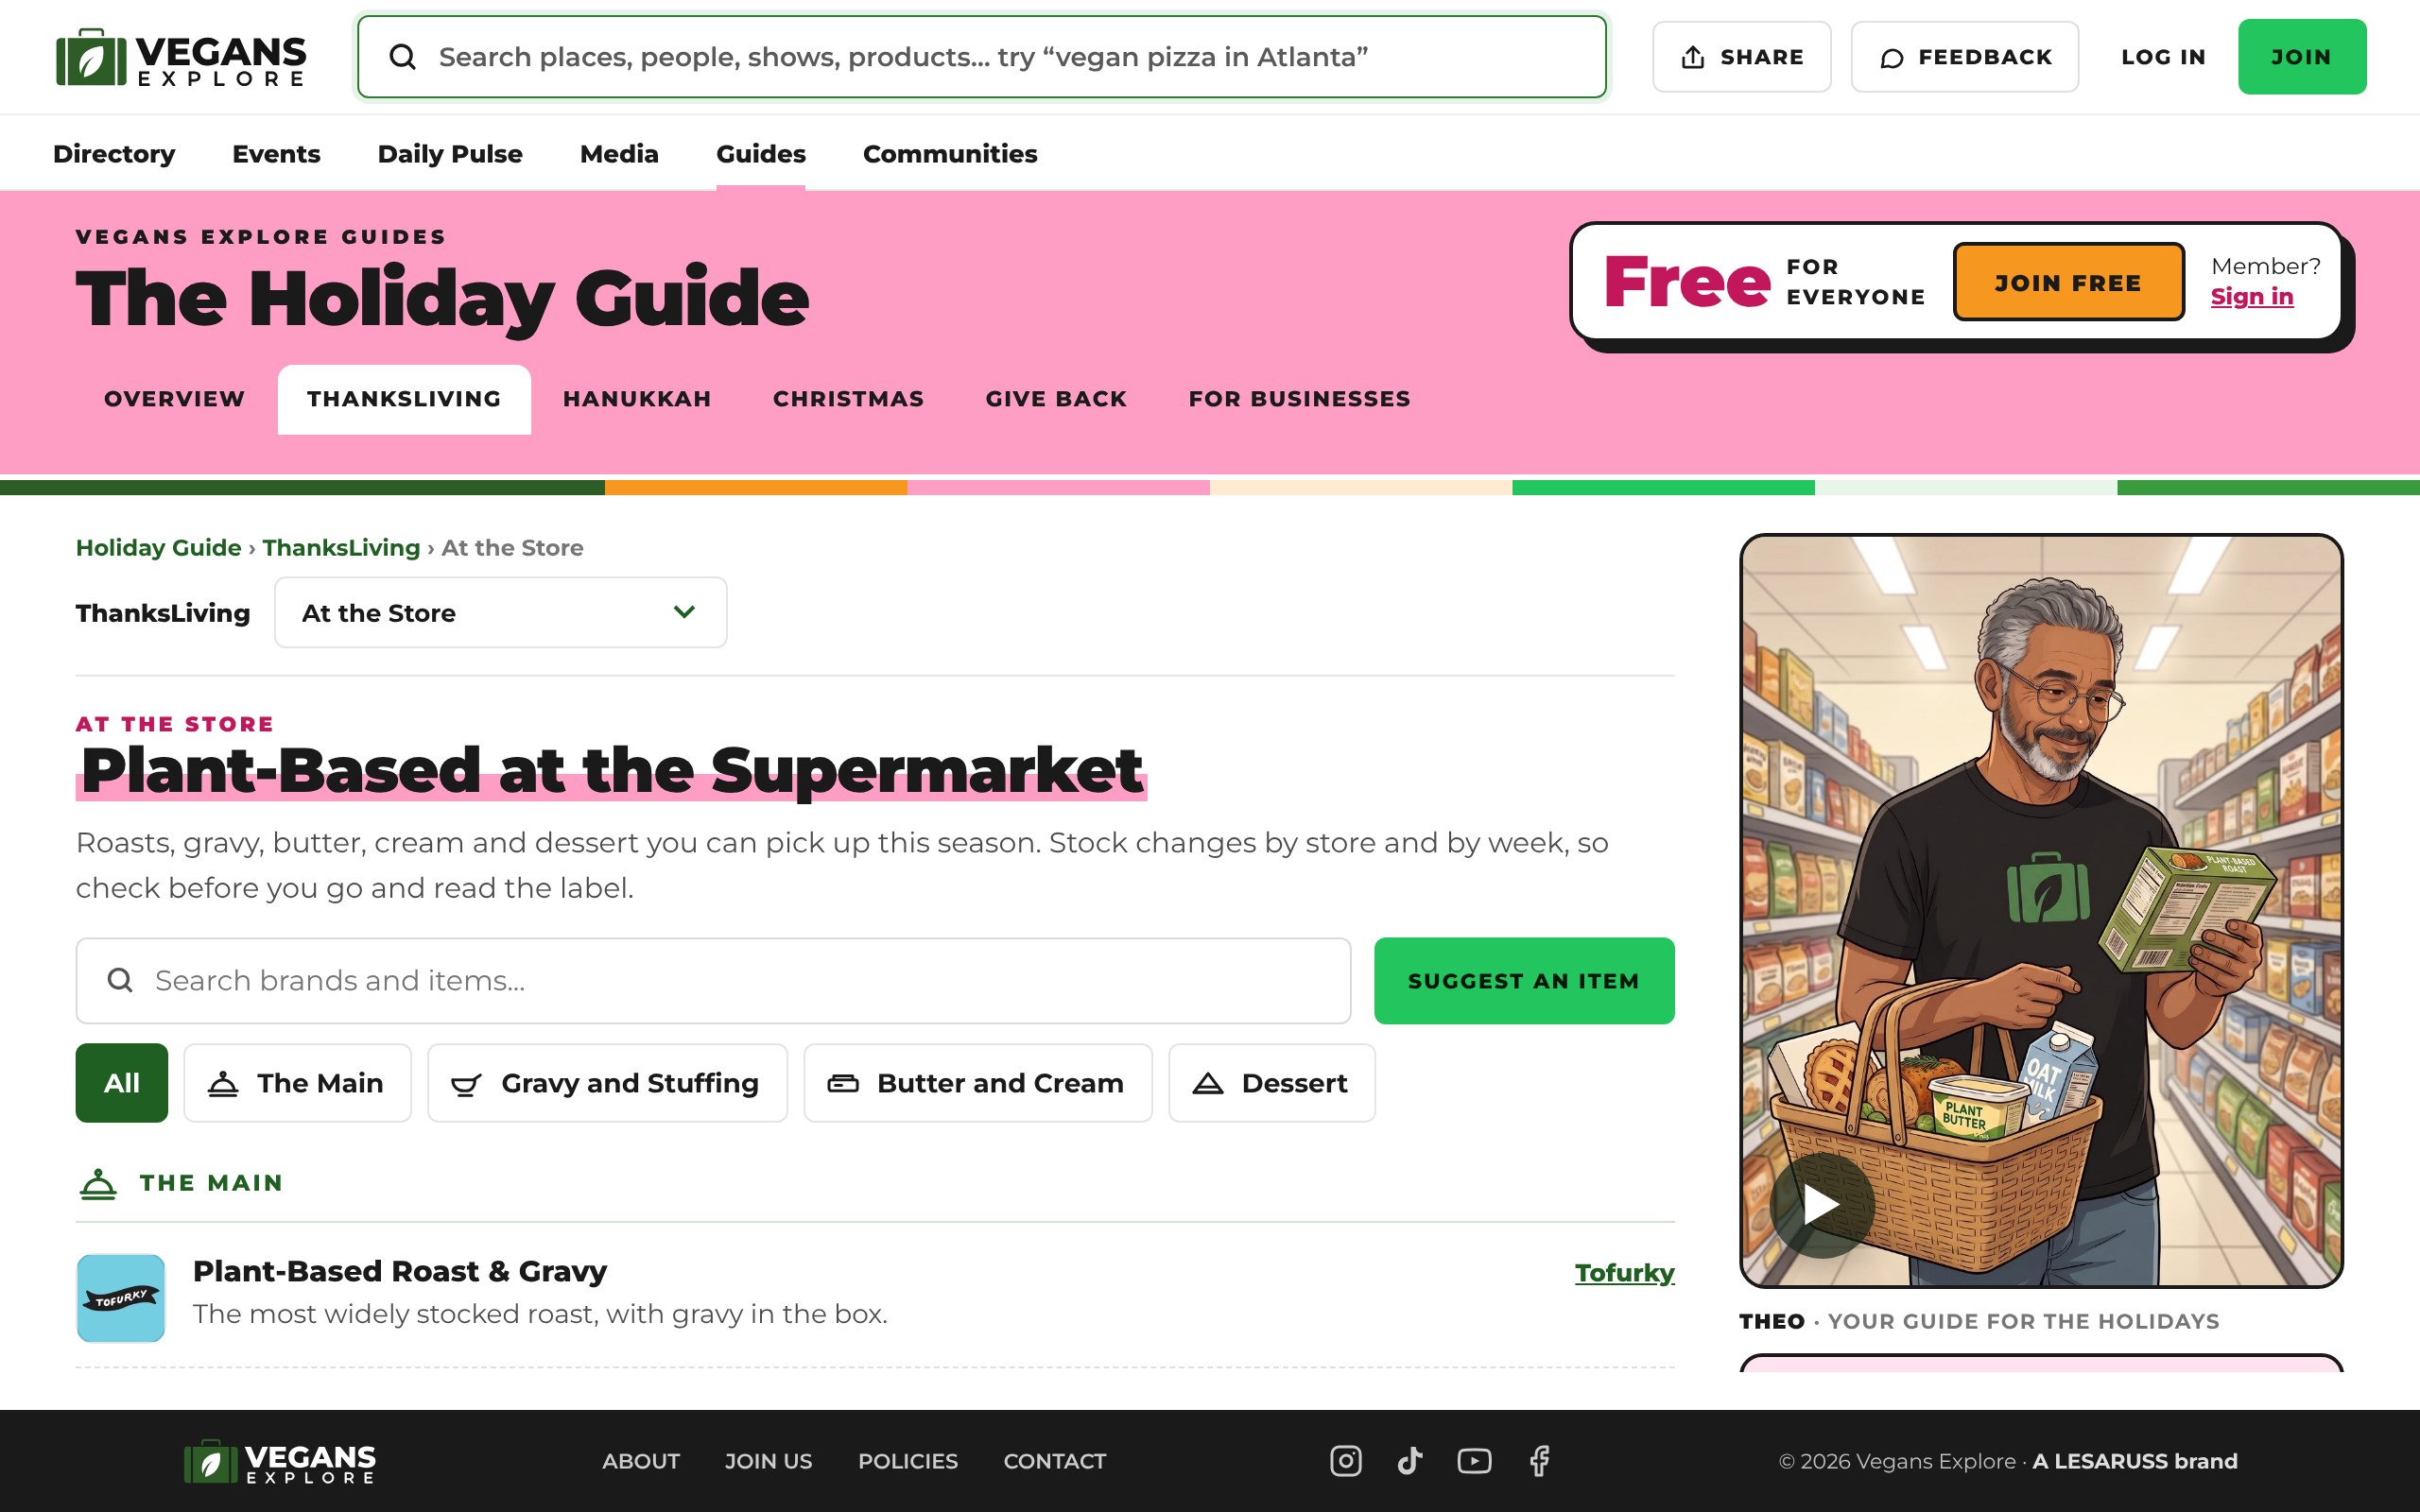 VEGANS
EXPLORE
Search places, people, shows, products... try “vegan pizza in Atlanta”
SHARE
FEEDBACK
LOG IN
JOIN
Directory
Events
Daily Pulse
Media
Guides
Communities
VEGANS EXPLORE GUIDES
The Holiday Guide
Free
FOR
EVERYONE
JOIN FREE
Member?
Sign in
OVERVIEW
THANKSLIVING
HANUKKAH
CHRISTMAS
GIVE BACK
FOR BUSINESSES
Holiday Guide › ThanksLiving › At the Store
ThanksLiving
At the Store
AT THE STORE
Plant-Based at the Supermarket
Roasts, gravy, butter, cream and dessert you can pick up this season. Stock changes by store and by week, so
check before you go and read the label.
Search brands and items...
SUGGEST AN ITEM
All
The Main
Gravy and Stuffing
Butter and Cream
Dessert
THE MAIN
TOFURKY
Plant-Based Roast & Gravy
Tofurky
The most widely stocked roast, with gravy in the box.
PLANT-BASED
ROAST
OAT
MILK
PLANT
BUTTER
THEO · YOUR GUIDE FOR THE HOLIDAYS
VEGANS
EXPLORE
ABOUT
JOIN US
POLICIES
CONTACT
© 2026 Vegans Explore · A LESARUSS brand